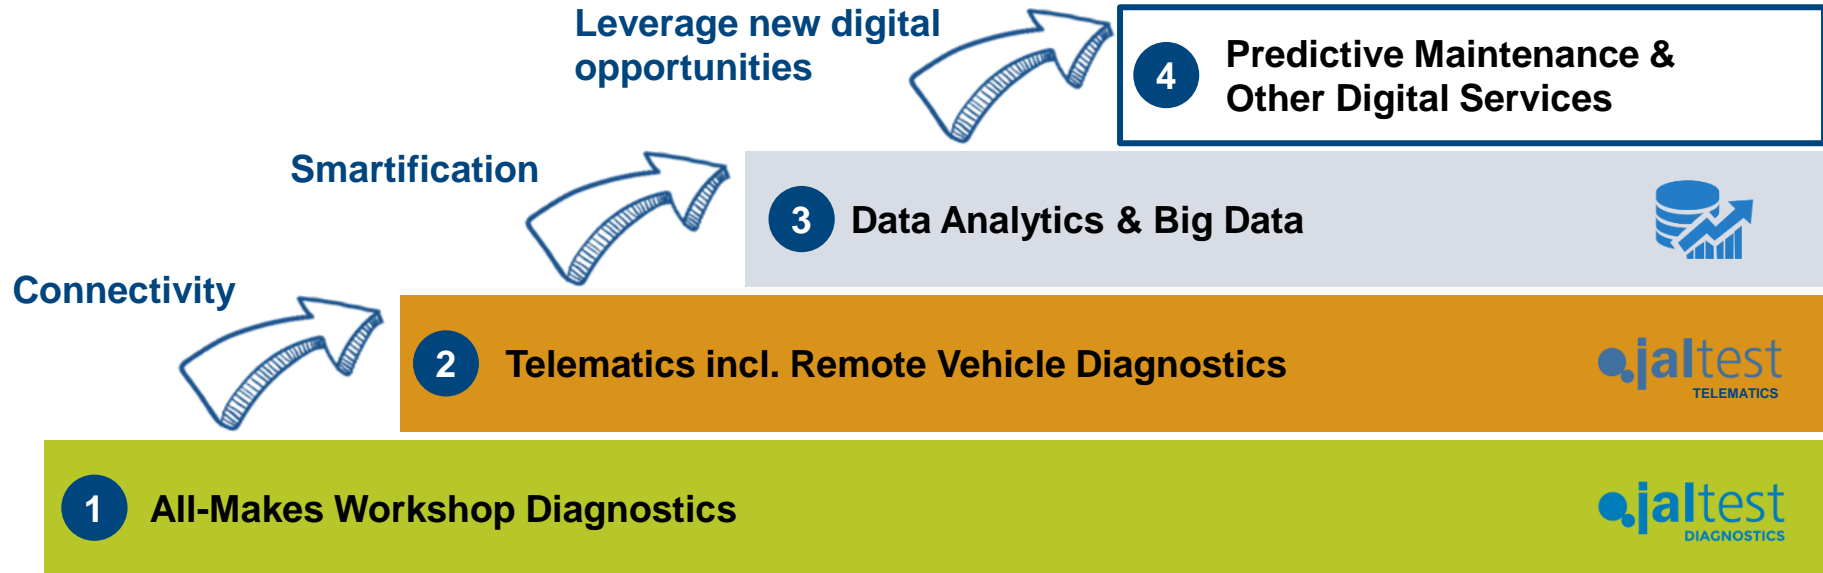 Leverage new digital
opportunities
4
Predictive Maintenance &
Other Digital Services
Smartification
3
Data Analytics & Big Data
Connectivity
2
Telematics incl. Remote Vehicle Diagnostics
jaltest
TELEMATICS
1
All-Makes Workshop Diagnostics
jaltest
DIAGNOSTICS